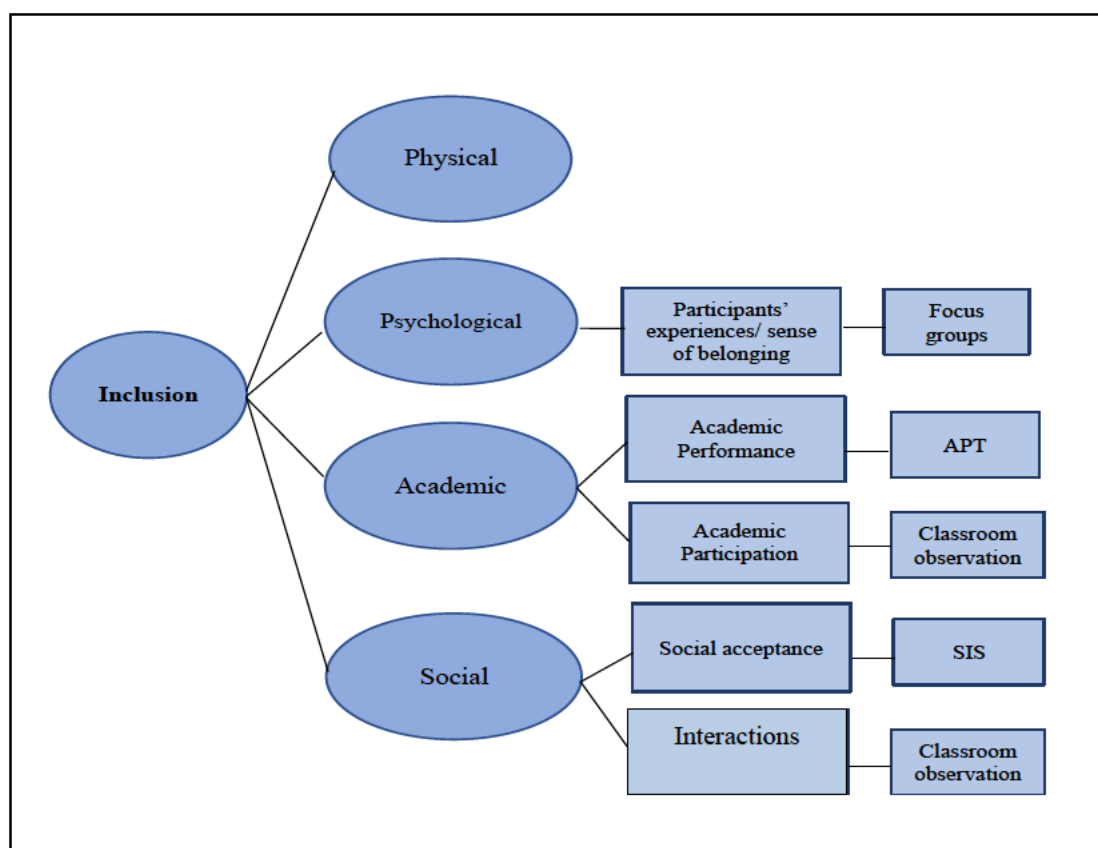 Physical
Psychological
Participants’
experiences/ sense
of belonging
Focus
groups
Inclusion
Academic
Academic
Performance
APT
Academic
Participation
Classroom
observation
Social
Social acceptance
SIS
Interactions
Classroom
observation